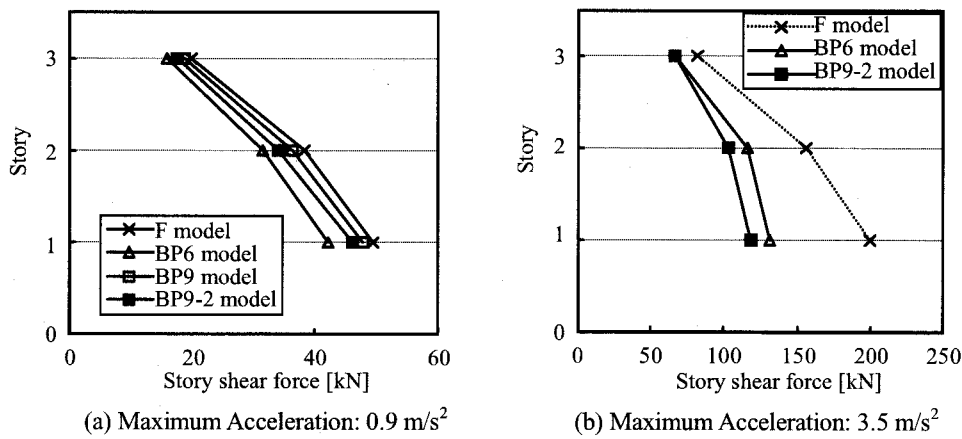 Story
3
2
1
2
F model
BP6 model
BP9 model
BP9-2 model
0
20
40
60
Story shear force [kN]
(a) Maximum Acceleration: 0.9 m/s²
Story
3
2
1
0
F model
BP6 model
BP9-2 model
0
50
100
150
200
250
Story shear force [kN]
(b) Maximum Acceleration: 3.5 m/s²